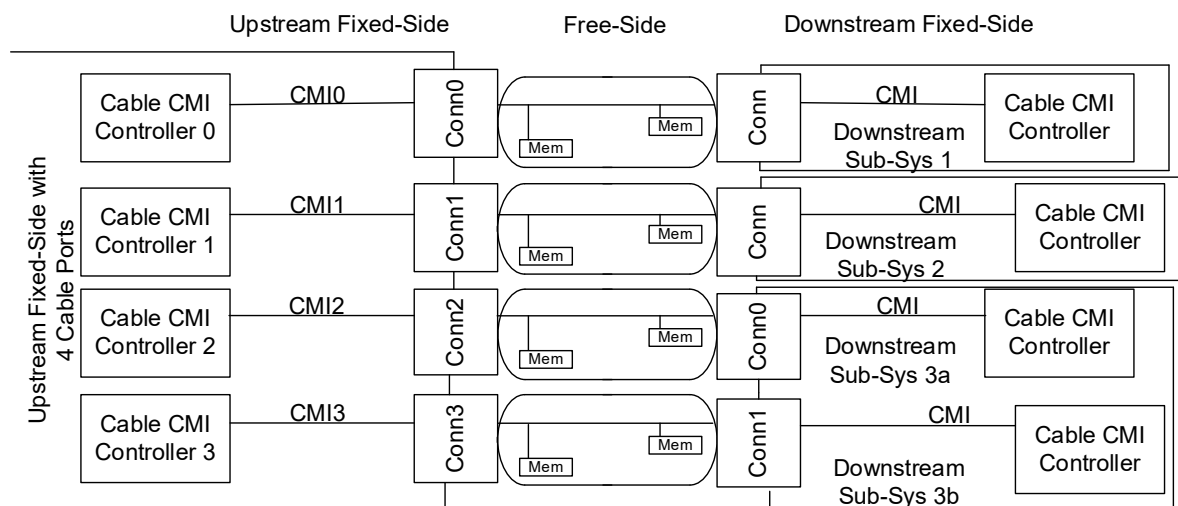 Upstream Fixed-Side
Free-Side
Downstream Fixed-Side
Upstream Fixed-Side with
4 Cable Ports
Cable CMI
Controller 0
CMI0
Conn0
Mem
Mem
Conn
CMI
Downstream
Sub-Sys 1
Cable CMI
Controller
Cable CMI
Controller 1
CMI1
Conn1
Mem
Mem
Conn
CMI
Downstream
Sub-Sys 2
Cable CMI
Controller
Cable CMI
Controller 2
CMI2
Conn2
Mem
Mem
Conn0
CMI
Downstream
Sub-Sys 3a
Cable CMI
Controller
Cable CMI
Controller 3
CMI3
Conn3
Mem
Mem
Conn1
CMI
Downstream
Sub-Sys 3b
Cable CMI
Controller